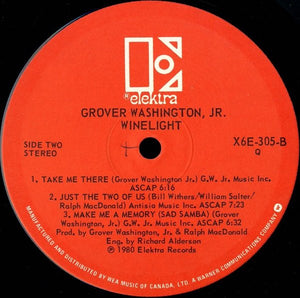 elektra
GROVER WASHINGTON, JR.
WINELIGHT
SIDE TWO
STEREO
X6E-305-B
Q
1. TAKE ME THERE (Grover Washington Jr.) G.W. Jr. Music Inc.
ASCAP 6:16
2. JUST THE TWO OF US (Bill Withers/William Salter/
Ralph MacDonald) Antisia Music Inc. ASCAP 7:23
3. MAKE ME A MEMORY (SAD SAMBA) (Grover
Washington, Jr.) G.W. Jr. Music Inc. ASCAP 6:32
Prod. by Grover Washington, Jr. & Ralph MacDonald
Eng. by Richard Alderson
℗ 1980 Elektra Records
MANUFACTURED AND DISTRIBUTED BY WEA MUSIC OF CANADA, LTD./A WARNER COMMUNICATIONS COMPANY